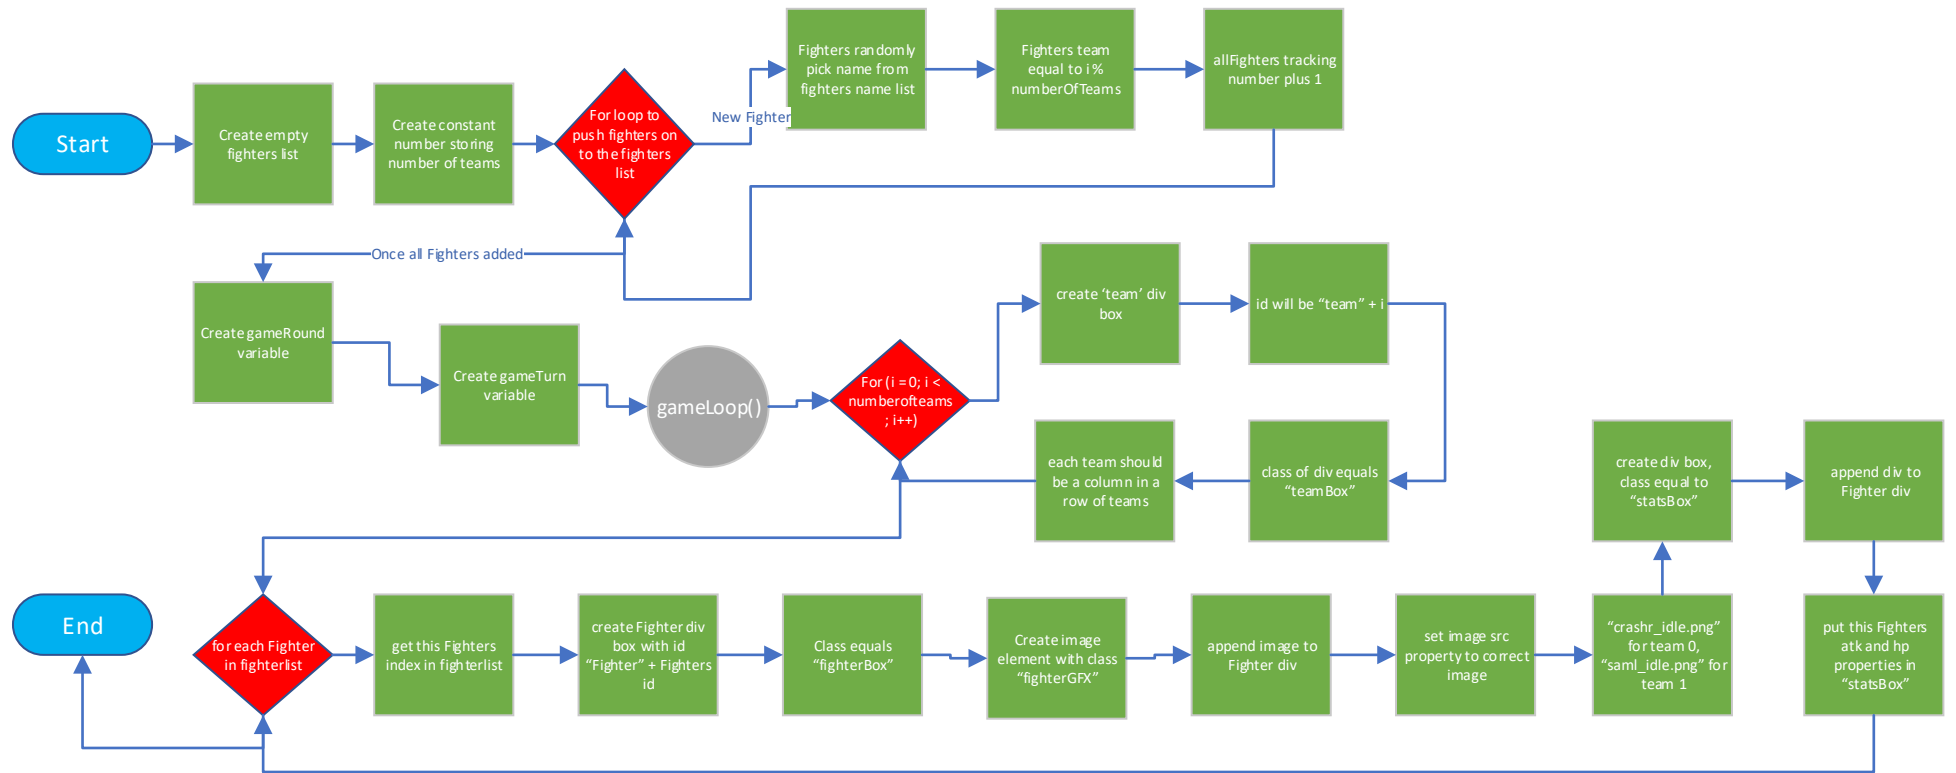 Start
Create empty
fighters list
Create constant
number storing
number of teams
For loop to
push fighters on
to the fighters
list
New Fighter
Fighters randomly
pick name from
fighters name list
Fighters team
equal to i %
numberOfTeams
allFighters tracking
number plus 1
Once all Fighters added
Create gameRound
variable
Create gameTurn
variable
gameLoop()
For (i = 0; i <
numberofteams
; i++)
create ‘team’ div
box
id will be “team” + i
class of div equals
“teamBox”
each team should
be a column in a
row of teams
for each Fighter
in fighterlist
get this Fighters
index in fighterlist
create Fighter div
box with id
“Fighter” + Fighters
id
Class equals
“fighterBox”
Create image
element with class
“fighterGFX”
append image to
Fighter div
set image src
property to correct
image
“crashr_idle.png”
for team 0,
“saml_idle.png” for
team 1
create div box,
class equal to
“statsBox”
append div to
Fighter div
put this Fighters
atk and hp
properties in
“statsBox”
End